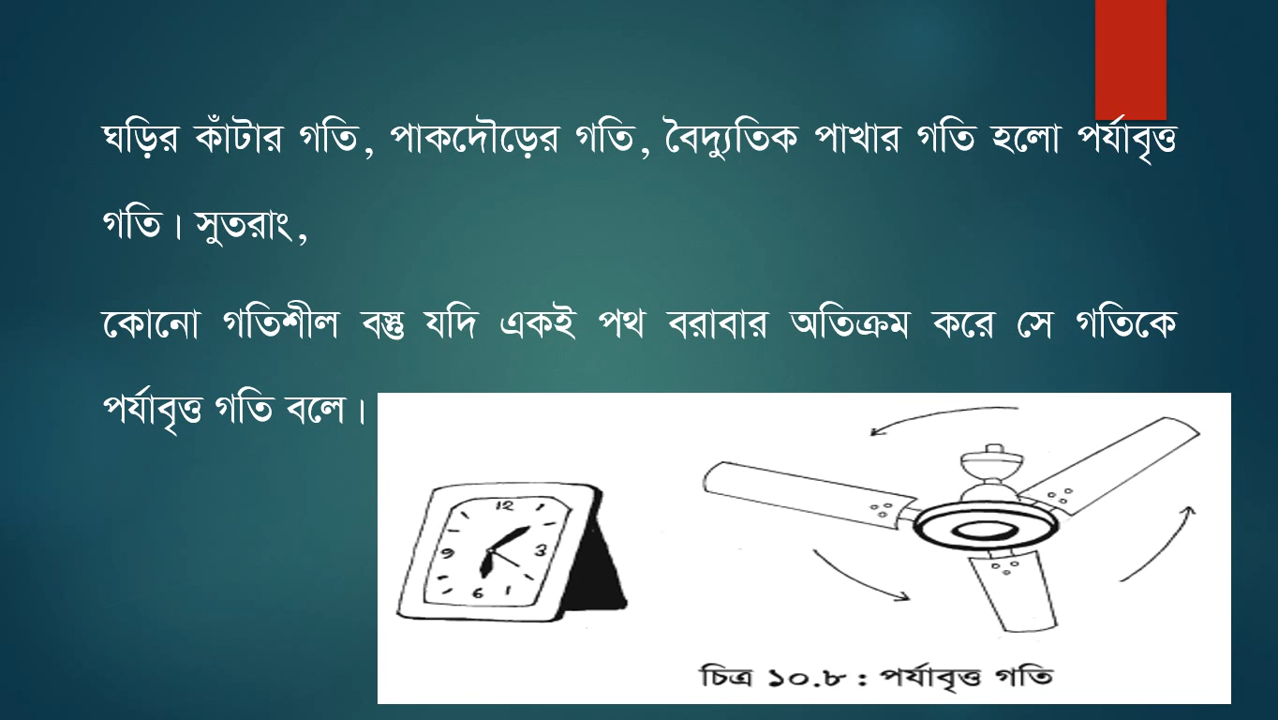 ঘড়ির কাঁটার গতি, পাকদৌড়ের গতি, বৈদ্যুতিক পাখার গতি হলো পর্যাবৃত্ত
গতি। সুতরাং,
কোনো গতিশীল বস্তু যদি একই পথ বরাবার অতিক্রম করে সে গতিকে
পর্যাবৃত্ত গতি বলে।
12
9 3
6
চিত্র ১০.৮ : পর্যাবৃত্ত গতি